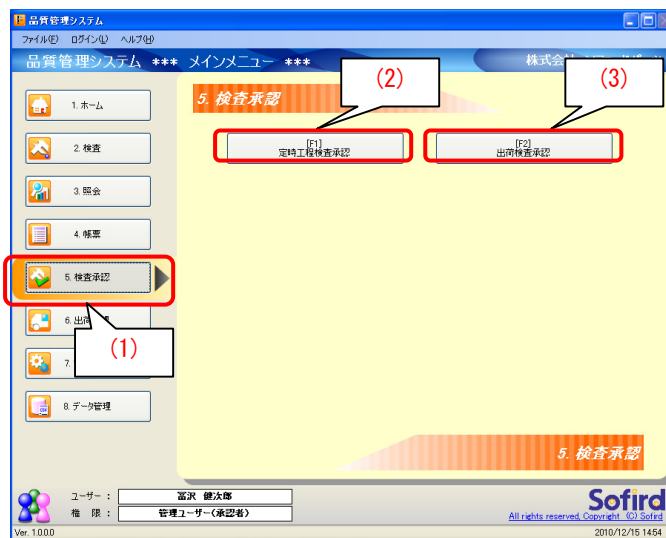 品質管理システム
ファイル(F) ログイン(L) ヘルプ(H)
品質管理システム *** メインメニュー *** 株式会
(2)
(3)
5. 検査承認
1. ホーム
[F1]
定時工程検査承認
[F2]
出荷検査承認
2. 検査
3. 照会
4. 帳票
5. 検査承認
6. 出荷
(1)
7.
8. データ管理
5. 検査承認
ユーザー : 冨沢 健次郎
権 限 : 管理ユーザー(承認者)
Sofird
All rights reserved, Copyright (C) Sofird
Ver. 1.0.0.0
2010/12/15 14:54